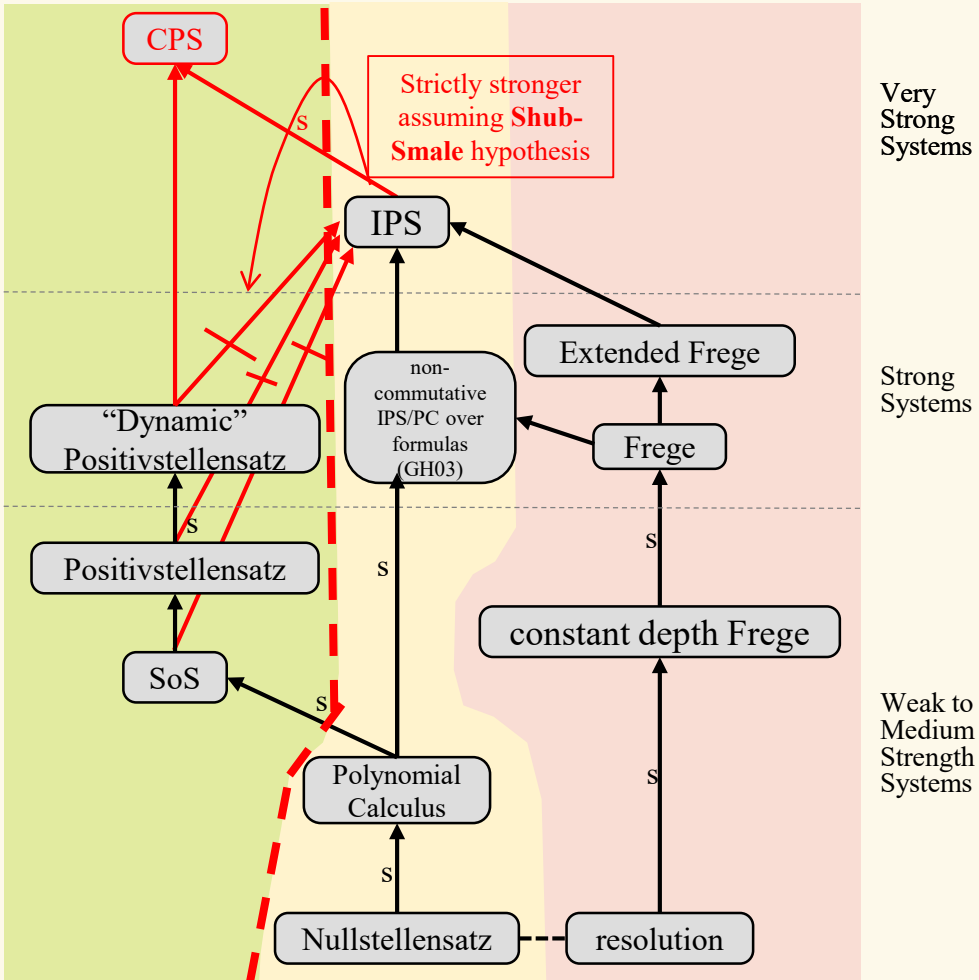 CPS
Strictly stronger
assuming Shub-
Smale hypothesis
Very
Strong
Systems
s
IPS
Extended Frege
non-
commutative
IPS/PC over
formulas
(GH03)
Strong
Systems
“Dynamic”
Positivstellensatz
Frege
s
s
Positivstellensatz
s
constant depth Frege
SoS
s
Weak to
Medium
Strength
Systems
Polynomial
Calculus
s
s
Nullstellensatz
resolution